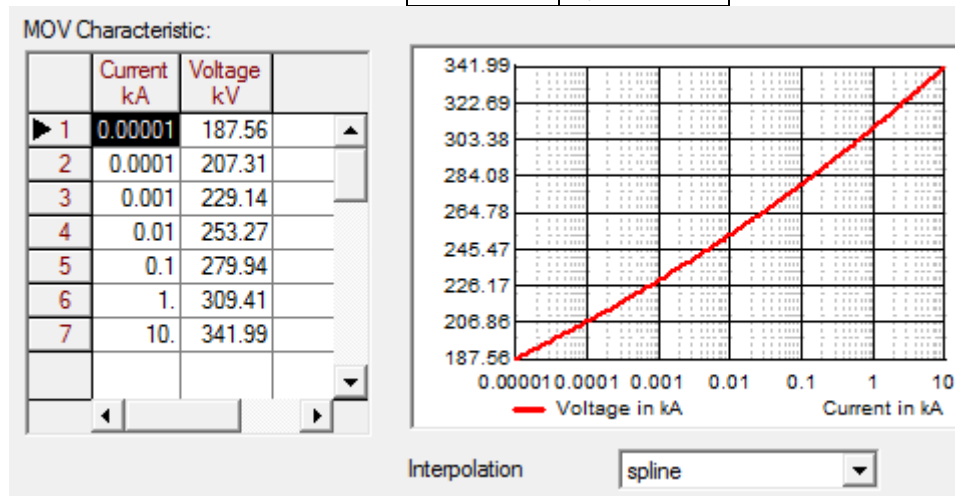 MOV Characteristic:
Current kA Voltage kV
1 0.00001 187.56
2 0.0001 207.31
3 0.001 229.14
4 0.01 253.27
5 0.1 279.94
6 1. 309.41
7 10. 341.99
341.99
322.69
303.38
284.08
264.78
245.47
226.17
206.86
187.56
0.00001 0.0001 0.001 0.01 0.1 1 10
Voltage in kA Current in kA
Interpolation spline